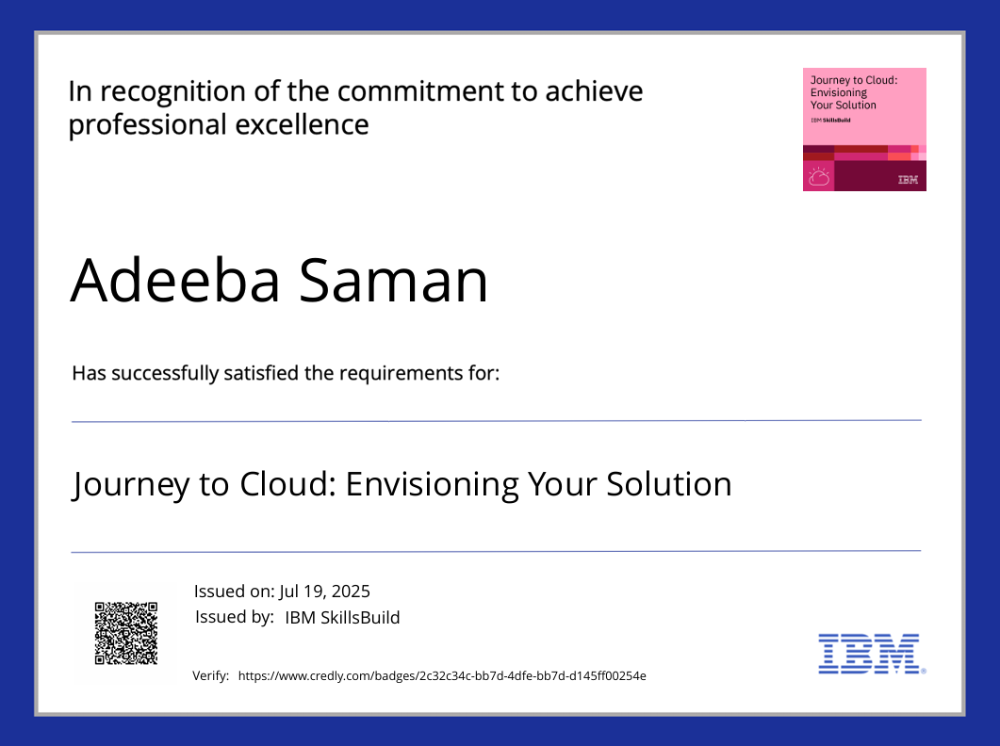 In recognition of the commitment to achieve
professional excellence
Journey to Cloud:
Envisioning
Your Solution
IBM SkillsBuild
IBM
Adeeba Saman
Has successfully satisfied the requirements for:
Journey to Cloud: Envisioning Your Solution
Issued on: Jul 19, 2025
Issued by: IBM SkillsBuild
Verify: https://www.credly.com/badges/2c32c34c-bb7d-4dfe-bb7d-d145ff00254e
IBM®